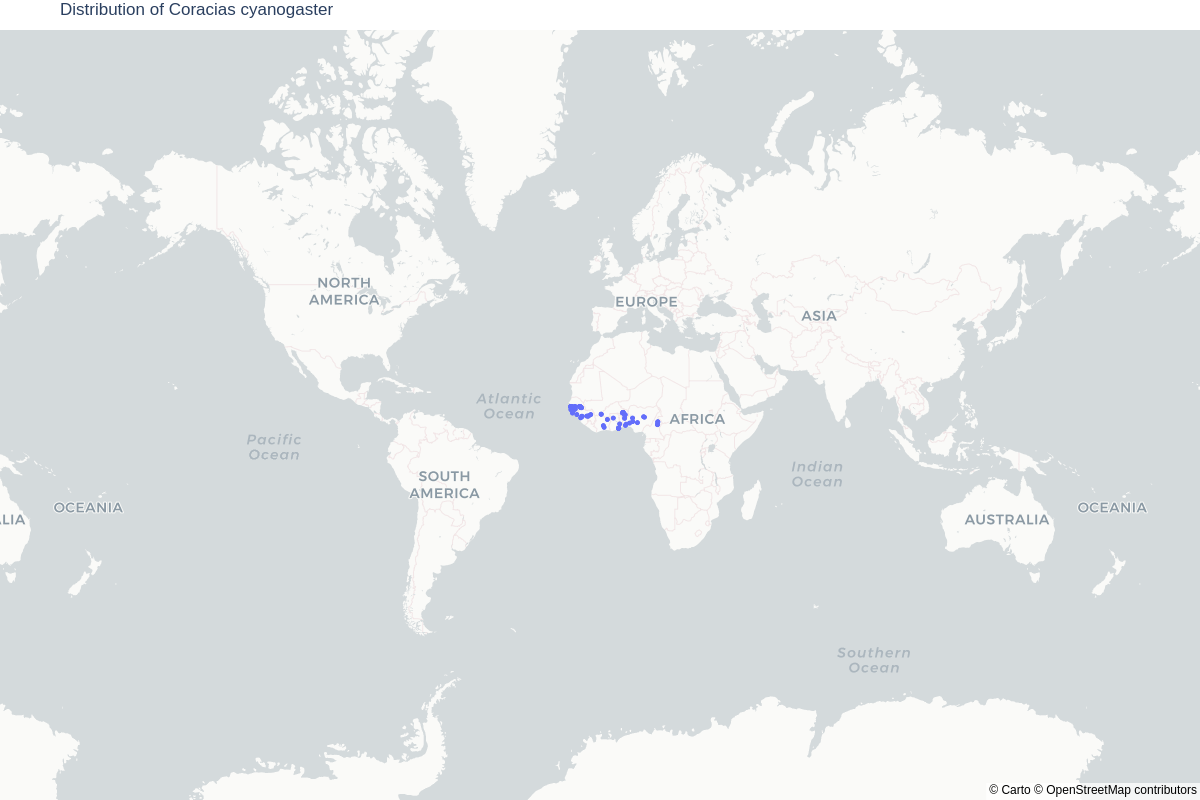 Distribution of Coracias cyanogaster
NORTH
AMERICA
EUROPE
ASIA
Atlantic
Ocean
AFRICA
Pacific
Ocean
Indian
Ocean
SOUTH
AMERICA
OCEANIA
OCEANIA
LIA
AUSTRALIA
Southern
Ocean
© Carto © OpenStreetMap contributors